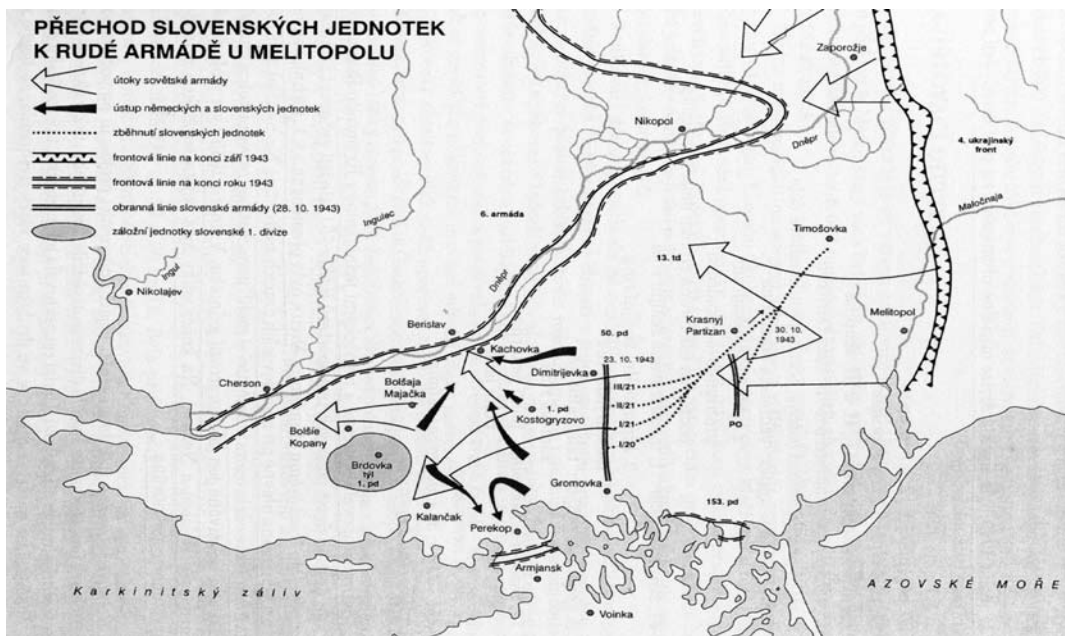 PŘECHOD SLOVENSKÝCH JEDNOTEK
K RUDÉ ARMÁDĚ U MELITOPOLU
útoky sovětské armády
ústup německých a slovenských jednotek
zběhnutí slovenských jednotek
frontová linie na konci září 1943
frontová linie na konci roku 1943
obranná linie slovenské armády (28. 10. 1943)
záložní jednotky slovenské 1. divize
Zaporožje
Nikopol
Dněpr
4. ukrajinský
front
Ingulec
6. armáda
Maločnaja
Timošovka
Ingul
13. td
Dněpr
Nikolajev
Melitopol
Berislav
Krasnyj
Partizan
30. 10.
1943
50. pd
Kachovka
23. 10. 1943
Dimitrijevka
Cherson
III/21
Bolšaja
Majačka
II/21
1. pd
Kostogryzovo
I/21
PO
Bolšíe
Kopany
I/20
Brdovka
týl
1. pd
Gromovka
153. pd
Kalančak
Perekop
Armjansk
Karkinitský záliv
AZOVSKÉ MOŘE
Voinka